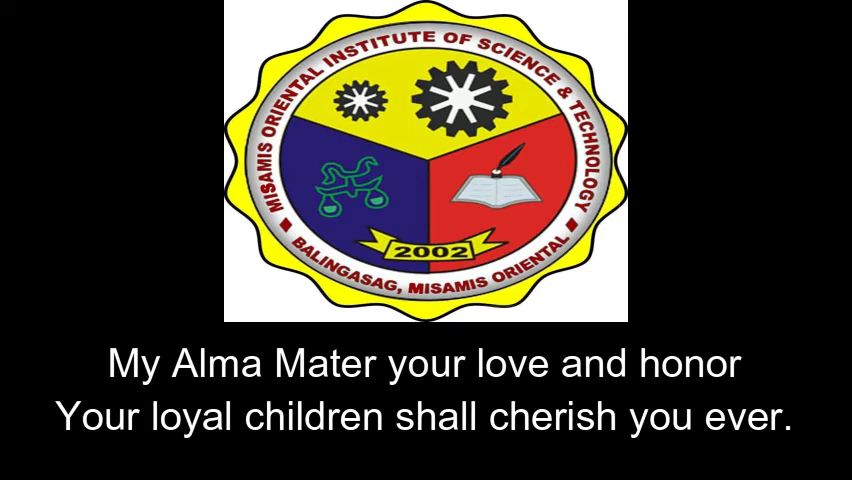 MISAMIS ORIENTAL INSTITUTE OF SCIENCE & TECHNOLOGY
2002
BALINGASAG, MISAMIS ORIENTAL
My Alma Mater your love and honor
Your loyal children shall cherish you ever.